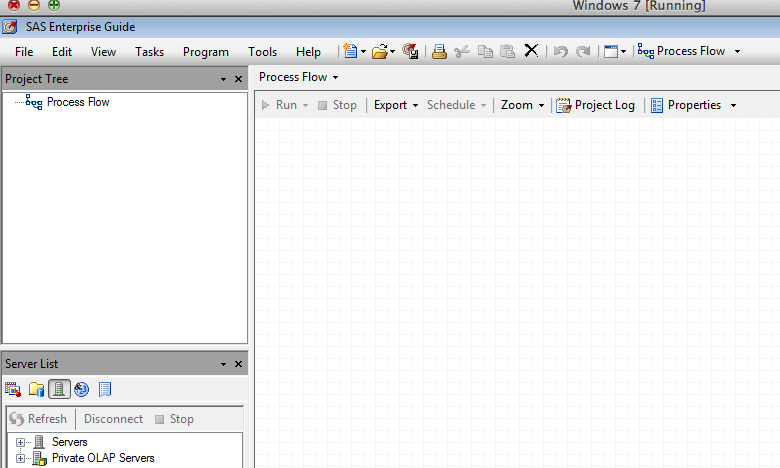 Windows 7 [Running]
SAS Enterprise Guide
File Edit View Tasks Program Tools Help Process Flow
Project Tree
Process Flow
Process Flow
Run Stop Export Schedule Zoom Project Log Properties
Server List
Refresh Disconnect Stop
Servers
Private OLAP Servers